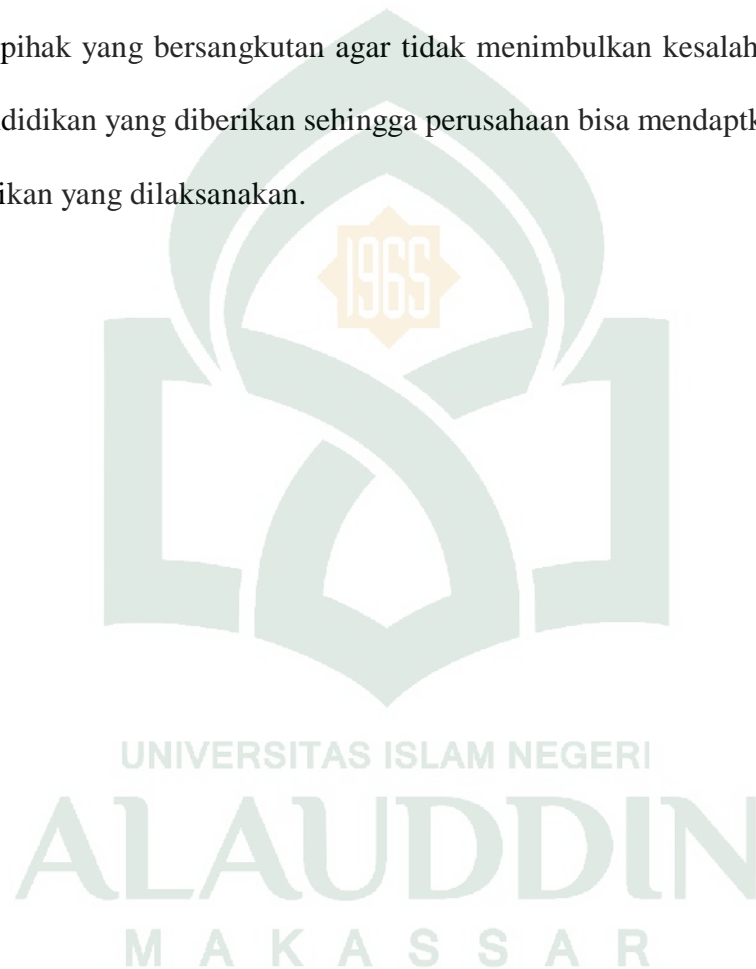 pihak yang bersangkutan agar tidak menimbulkan kesalah
didikan yang diberikan sehingga perusahaan bisa mendaptk
ikan yang dilaksanakan.
1965
UNIVERSITAS ISLAM NEGERI
ALAUDDIN
MAKASSAR